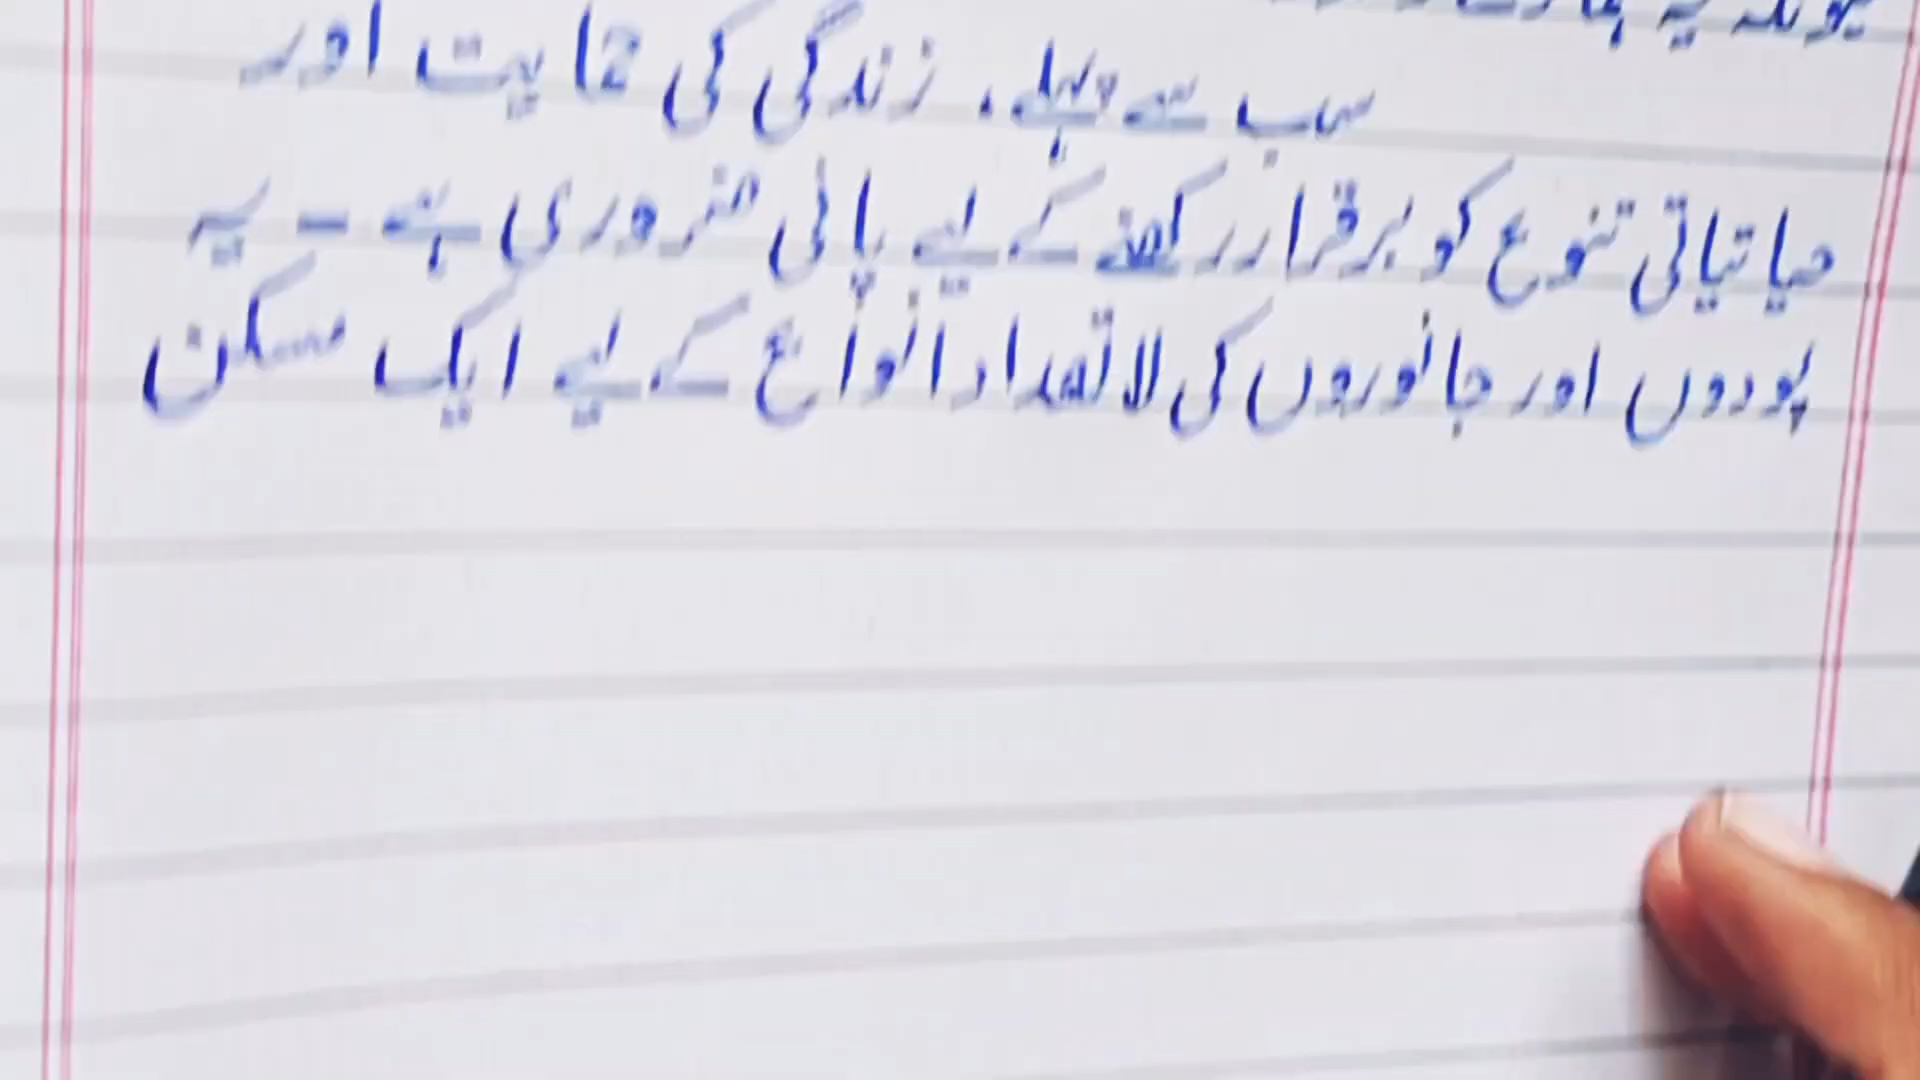 سب سے پہلے، زندگی کی حمایت اور
حیاتیاتی تنوع کو برقرار رکھنے کے لیے پانی ضروری ہے۔ یہ
پودوں اور جانوروں کی لاتعداد انواع کے لیے ایک مسکن